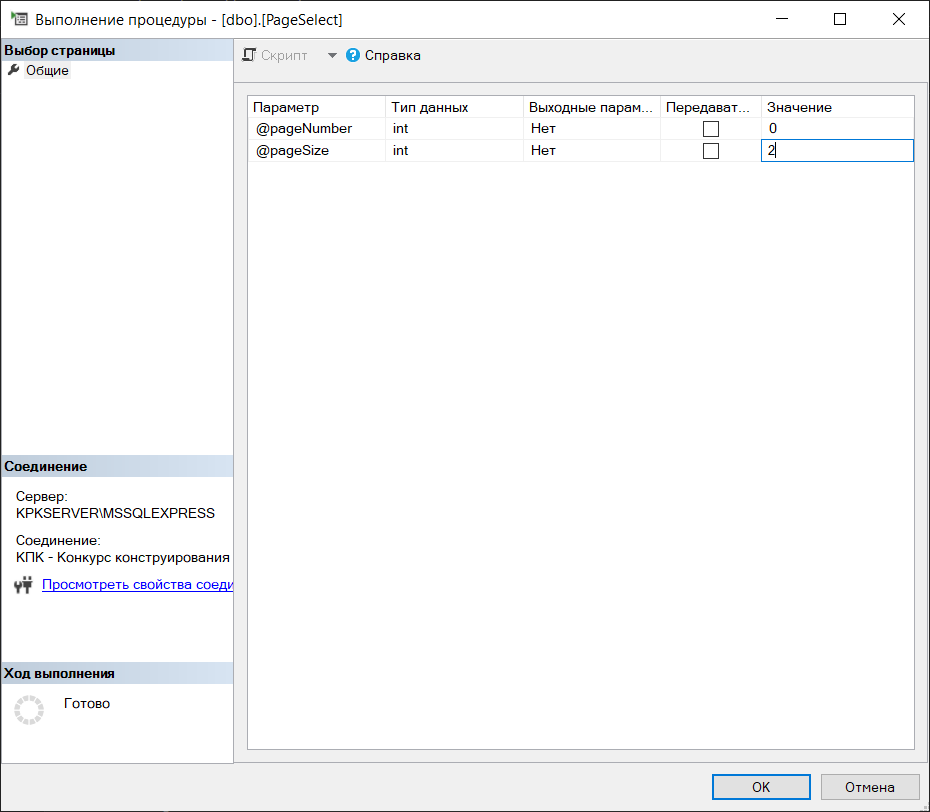 Выполнение процедуры - [dbo].[PageSelect]
Выбор страницы
Общие
Скрипт
Справка
Параметр Тип данных Выходные парам... Передават... Значение
@pageNumber int Нет 0
@pageSize int Нет 2
Соединение
Сервер:
KPKSERVER\MSSQLEXPRESS
Соединение:
КПК - Конкурс конструирования
Просмотреть свойства соеди
Ход выполнения
Готово
OK Отмена